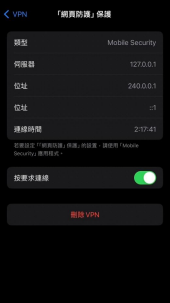 VPN
「網頁防護」保護
類型 Mobile Security
伺服器 127.0.0.1
位址 240.0.0.1
位址 ::1
連線時間 2:17:41
若要設定「「網頁防護」保護」的設置，請使用「Mobile
Security」應用程式。
按要求連線
刪除 VPN